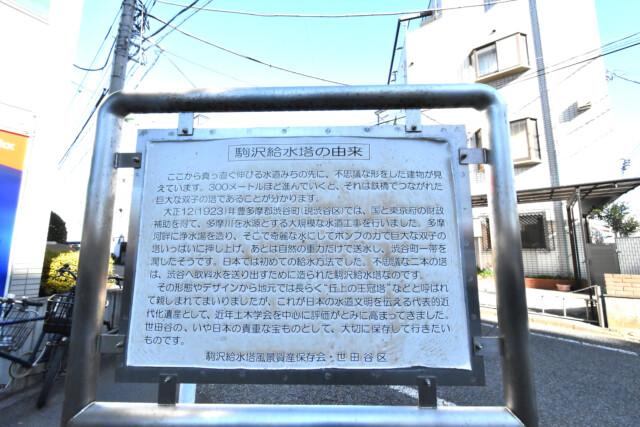 駒沢給水塔の由来
ここから真っ直ぐ伸びる水道みちの先に、不思議な形をした建物が見
えています。300メートルほど進んでいくと、それは鉄橋でつながれた
巨大な双子の塔であることが分かります。
大正12(1923)年豊多摩郡渋谷町(現渋谷区)では、国と東京府の財政
補助を得て、多摩川を水源とする大規模な水道工事を行いました。多摩
河畔に浄水場を造り、そこで奇麗な水にしてポンプの力で巨大な双子の
塔いっぱいに押し上げ、あとは自然の重力だけで送水し、渋谷町一帯を
潤したそうです。日本では初めての給水方法でした。不思議な二本の塔
は、渋谷へ飲料水を送り出すために造られた駒沢給水塔なのです。
その形態やデザインから地元では長らく“丘上の王冠塔”などと呼ばれ
て親しまれてまいりましたが、これが日本の水道文明を伝える代表的近
代化遺産として、近年土木学会を中心に評価がとみに高まってきました。
世田谷の、いや日本の貴重な宝ものとして、大切に保存して行きたい
ものです。
駒沢給水塔風景資産保存会・世田谷区